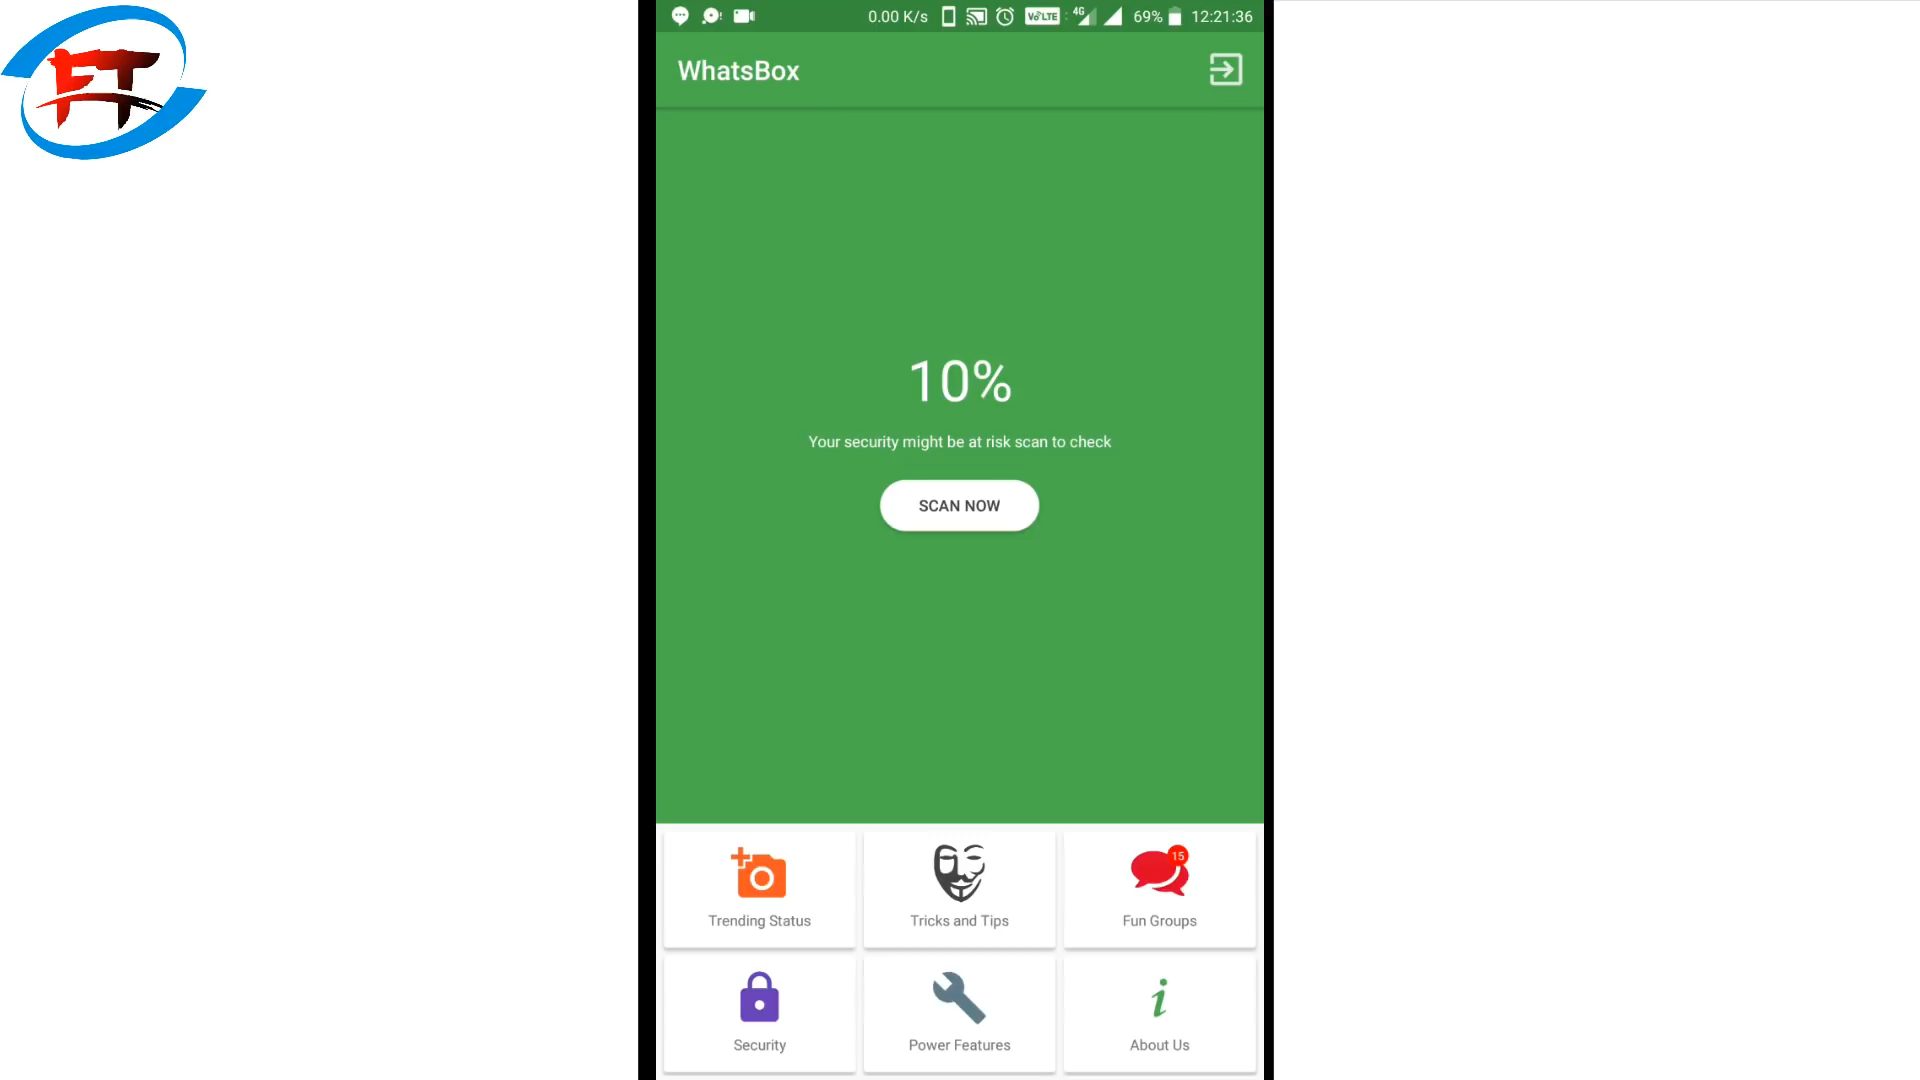 FT
0.00 K/s VoLTE 4G 69% 12:21:36
WhatsBox
10%
Your security might be at risk scan to check
SCAN NOW
15
Trending Status Tricks and Tips Fun Groups
i
Security Power Features About Us